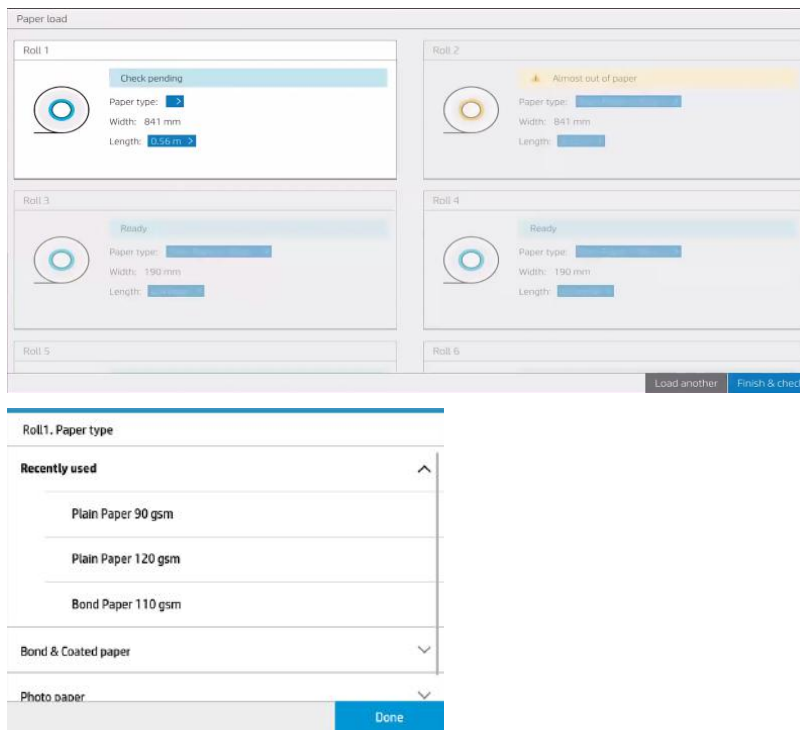 Paper load
Roll 1
Check pending
Paper type: >
Width: 841 mm
Length: 0.56 m >
Roll 2
Almost out of paper
Paper type:
Width: 841 mm
Length:
Roll 3
Ready
Paper type:
Width: 190 mm
Length:
Roll 4
Ready
Paper type:
Width: 190 mm
Length:
Roll 5
Roll 6
Load another
Finish & check
Roll1. Paper type
Recently used
Plain Paper 90 gsm
Plain Paper 120 gsm
Bond Paper 110 gsm
Bond & Coated paper
Photo paper
Done